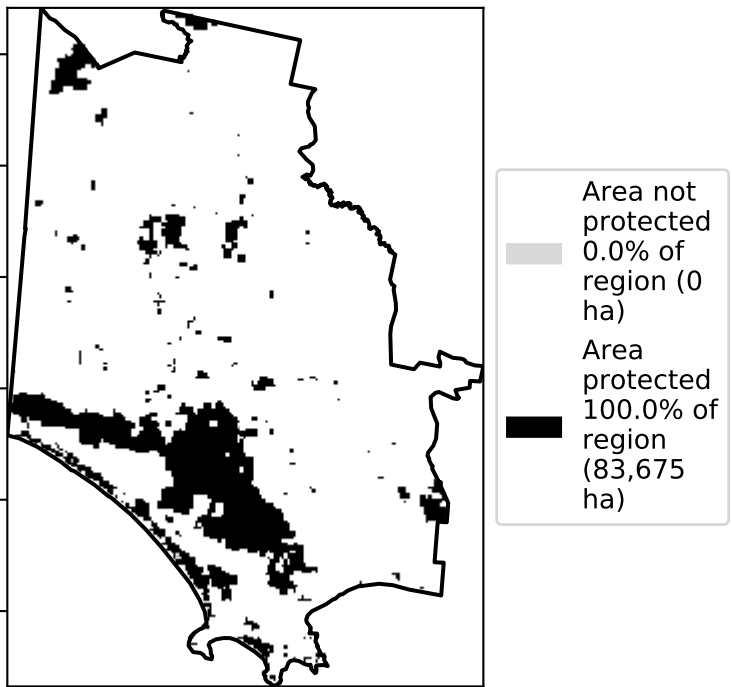 Area not
protected
0.0% of
region (0
ha)
Area
protected
100.0% of
region
(83,675
ha)